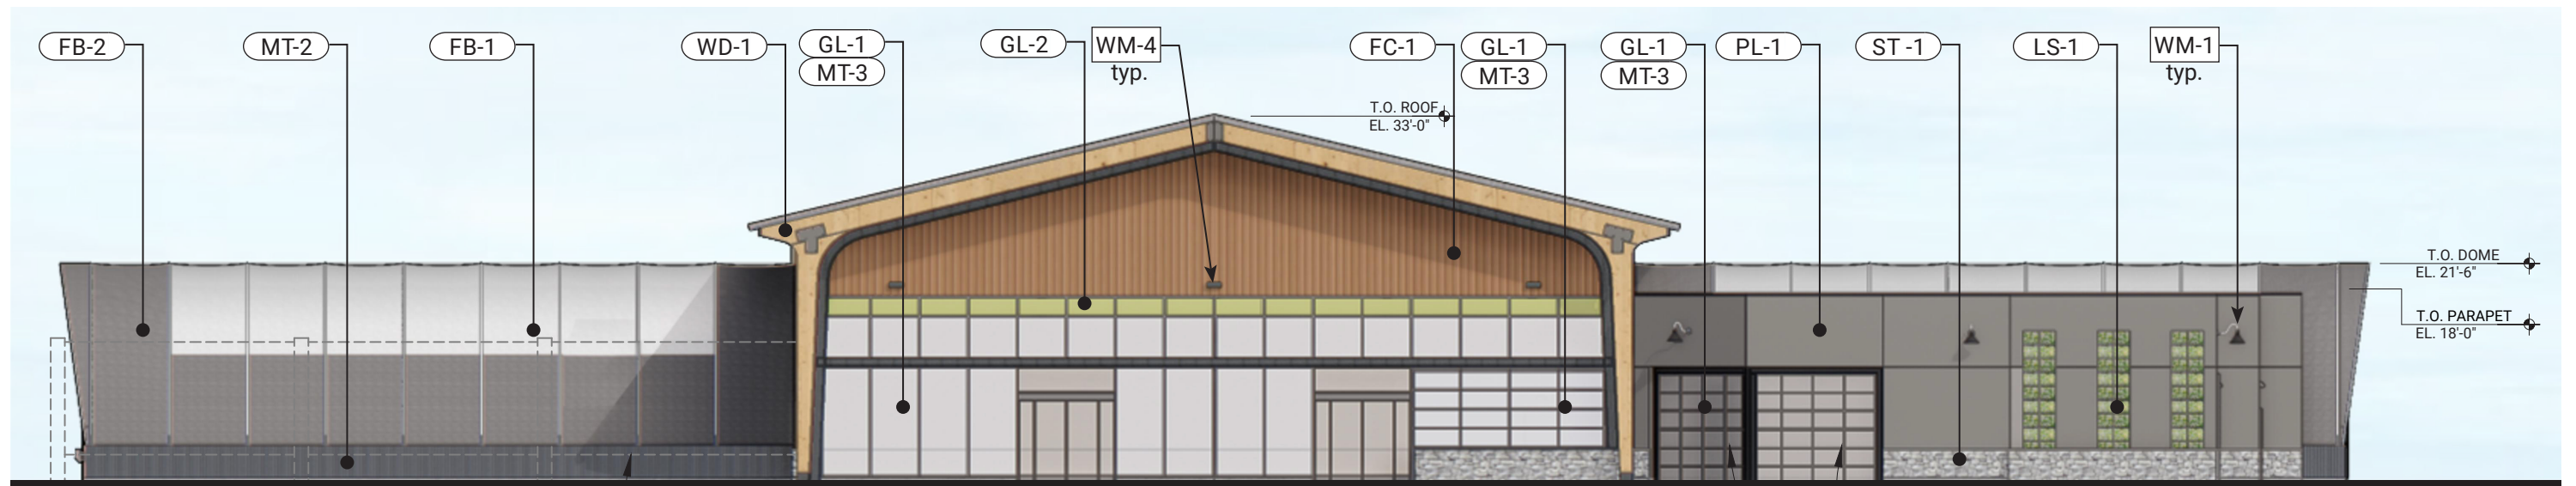 FB-2
MT-2
FB-1
WD-1
GL-1
MT-3
GL-2
WM-4
typ.
FC-1
GL-1
MT-3
GL-1
MT-3
PL-1
ST -1
LS-1
WM-1
typ.
T.O. ROOF
EL. 33'-0"
T.O. DOME
EL. 21'-6"
T.O. PARAPET
EL. 18'-0"